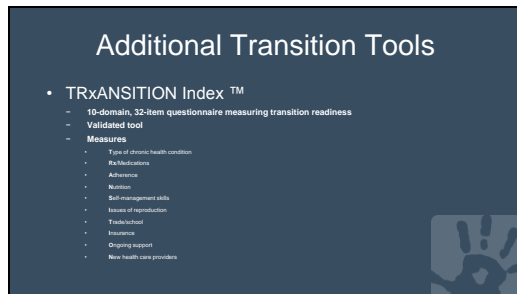 Additional Transition Tools
• TRxANSITION Index ™
– 10-domain, 32-item questionnaire measuring transition readiness
– Validated tool
– Measures
• Type of chronic health condition
• Rx/Medications
• Adherence
• Nutrition
• Self-management skills
• Issues of reproduction
• Trade/school
• Insurance
• Ongoing support
• New health care providers